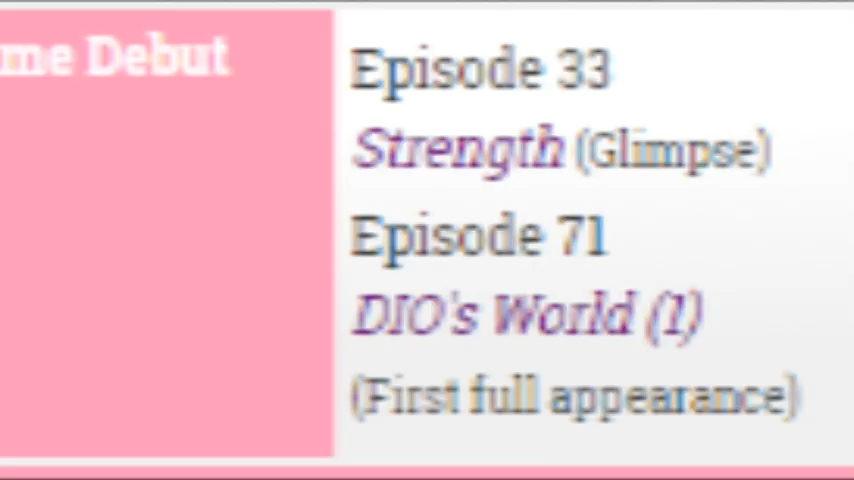 me Debut
Episode 33
Strength (Glimpse)
Episode 71
DIO's World (1)
(First full appearance)